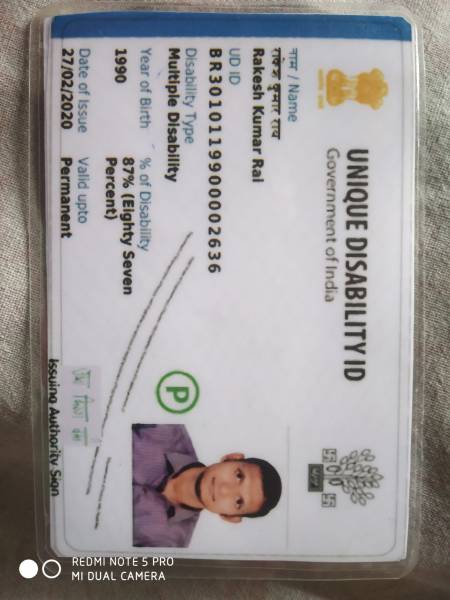 UNIQUE DISABILITY ID
Government of India
नाम / Name
Rakesh Kumar Rai
UD ID
BR3010119900002636
Disability Type
Multiple Disability
Year of Birth
% of Disability
1990
87% (Eighty Seven
Percent)
Date of Issue
Valid upto
27/02/2020
Permanent
P
Issuing Authority Sign
REDMI NOTE 5 PRO
MI DUAL CAMERA